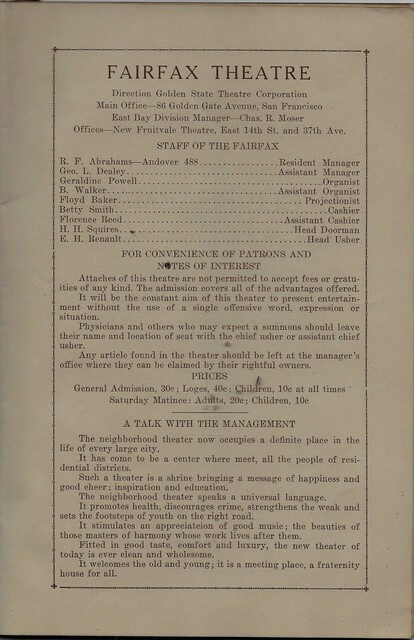 FAIRFAX THEATRE
Direction Golden State Theatre Corporation
Main Office—86 Golden Gate Avenue, San Francisco
East Bay Division Manager—Chas. R. Moser
Offices—New Fruitvale Theatre, East 14th St. and 37th Ave.
STAFF OF THE FAIRFAX
R. F. Abrahams—Andover 488................Resident Manager
Geo. L. Dealey..............................Assistant Manager
Geraldine Powell..........................................Organist
B. Walker..................................Assistant Organist
Floyd Baker......................................Projectionist
Betty Smith..........................................Cashier
Florence Reed................................Assistant Cashier
H. H. Squires..................................Head Doorman
E. H. Renault......................................Head Usher
FOR CONVENIENCE OF PATRONS AND
NOTES OF INTEREST
Attaches of this theatre are not permitted to accept fees or gratu-
ities of any kind. The admission covers all of the advantages offered.
It will be the constant aim of this theater to present entertain-
ment without the use of a single offensive word, expression or
situation.
Physicians and others who may expect a summons should leave
their name and location of seat with the chief usher or assistant chief
usher.
Any article found in the theater should be left at the manager's
office where they can be claimed by their rightful owners.
PRICES
General Admission, 30c; Loges, 40c; Children, 10c at all times
Saturday Matinee: Adults, 20c; Children, 10c
A TALK WITH THE MANAGEMENT
The neighborhood theater now occupies a definite place in the
life of every large city.
It has come to be a center where meet, all the people of resi-
dential districts.
Such a theater is a shrine bringing a message of happiness and
good cheer: inspiration and education.
The neighborhood theater speaks a universal language.
It promotes health, discourages crime, strengthens the weak and
sets the footsteps of youth on the right road.
It stimulates an appreciateion of good music; the beauties of
those masters of harmony whose work lives after them.
Fitted in good taste, comfort and luxury, the new theater of
today is ever clean and wholesome.
It welcomes the old and young; it is a meeting place, a fraternity
house for all.